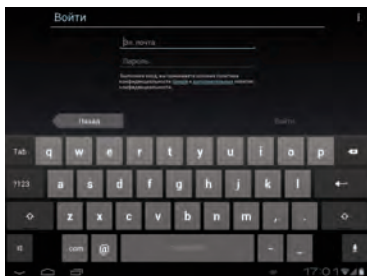 Войти
Эл. почта
Пароль
Назад
Войти
Tab q w e r t y u i o p
?123 a s d f g h j k l
z x c v b n m , .
com @ - _
17:01